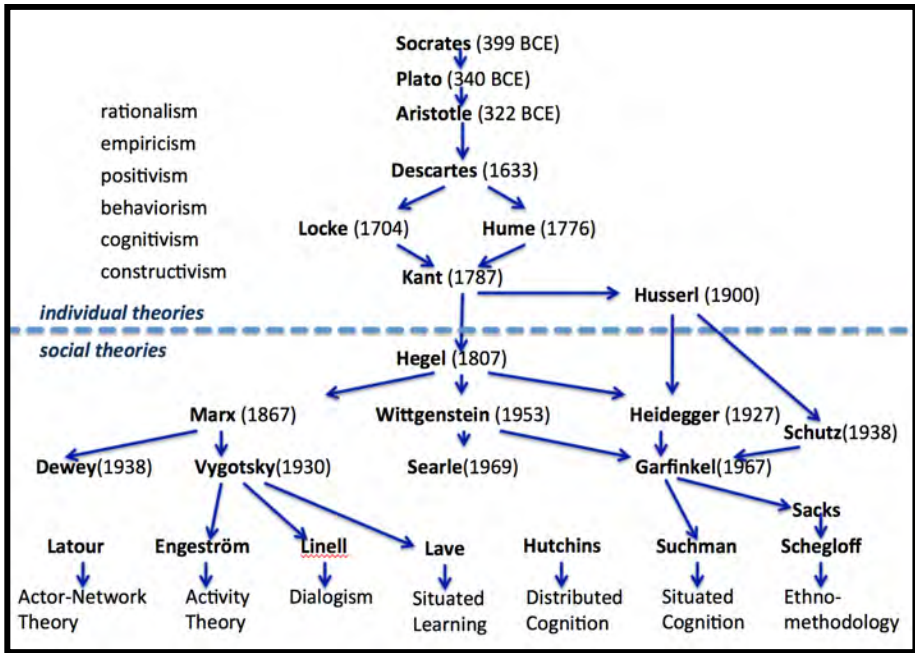 Socrates (399 BCE)
Plato (340 BCE)
Aristotle (322 BCE)
rationalism
empiricism
positivism
behaviorism
cognitivism
constructivism
Descartes (1633)
Locke (1704)
Hume (1776)
Kant (1787)
Husserl (1900)
individual theories
social theories
Hegel (1807)
Marx (1867)
Wittgenstein (1953)
Heidegger (1927)
Schutz(1938)
Dewey(1938)
Vygotsky(1930)
Searle(1969)
Garfinkel(1967)
Sacks
Latour
Engeström
Linell
Lave
Hutchins
Suchman
Schegloff
Actor-Network
Theory
Activity
Theory
Dialogism
Situated
Learning
Distributed
Cognition
Situated
Cognition
Ethno-
methodology